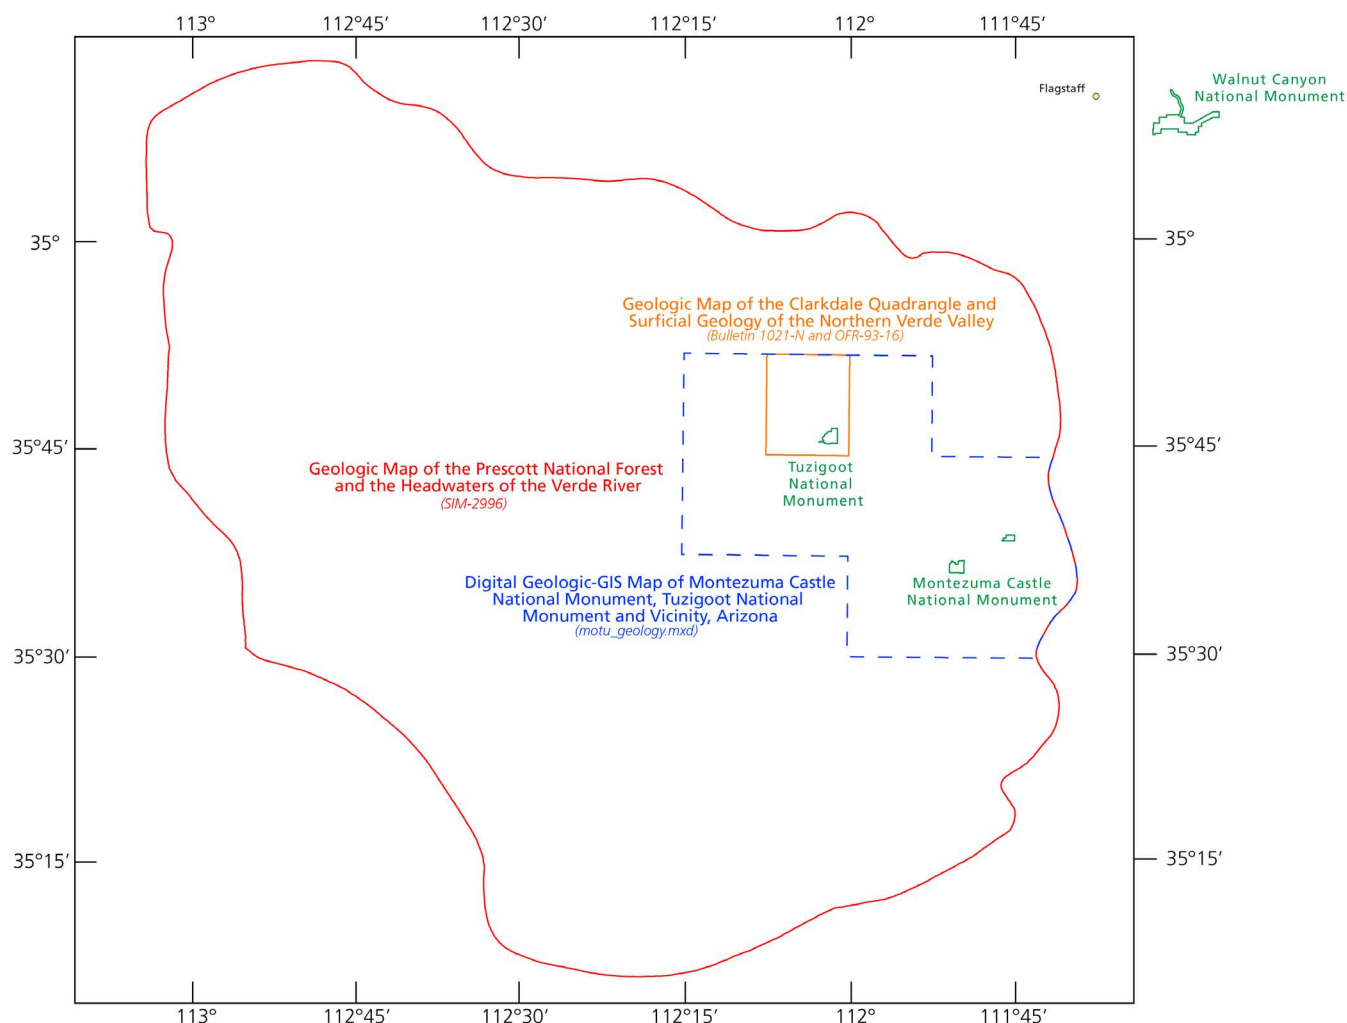 113°
112°45′
112°30′
112°15′
112°
111°45′
Walnut Canyon
National Monument
Flagstaff
35°
35°
Geologic Map of the Clarkdale Quadrangle and
Surficial Geology of the Northern Verde Valley
(Bulletin 1021-N and OFR-93-16)
35°45′
35°45′
Geologic Map of the Prescott National Forest
and the Headwaters of the Verde River
(SIM-2996)
Tuzigoot
National
Monument
Digital Geologic-GIS Map of Montezuma Castle
National Monument, Tuzigoot National
Monument and Vicinity, Arizona
(motu_geology.mxd)
Montezuma Castle
National Monument
35°30′
35°30′
35°15′
35°15′
113°
112°45′
112°30′
112°15′
112°
111°45′